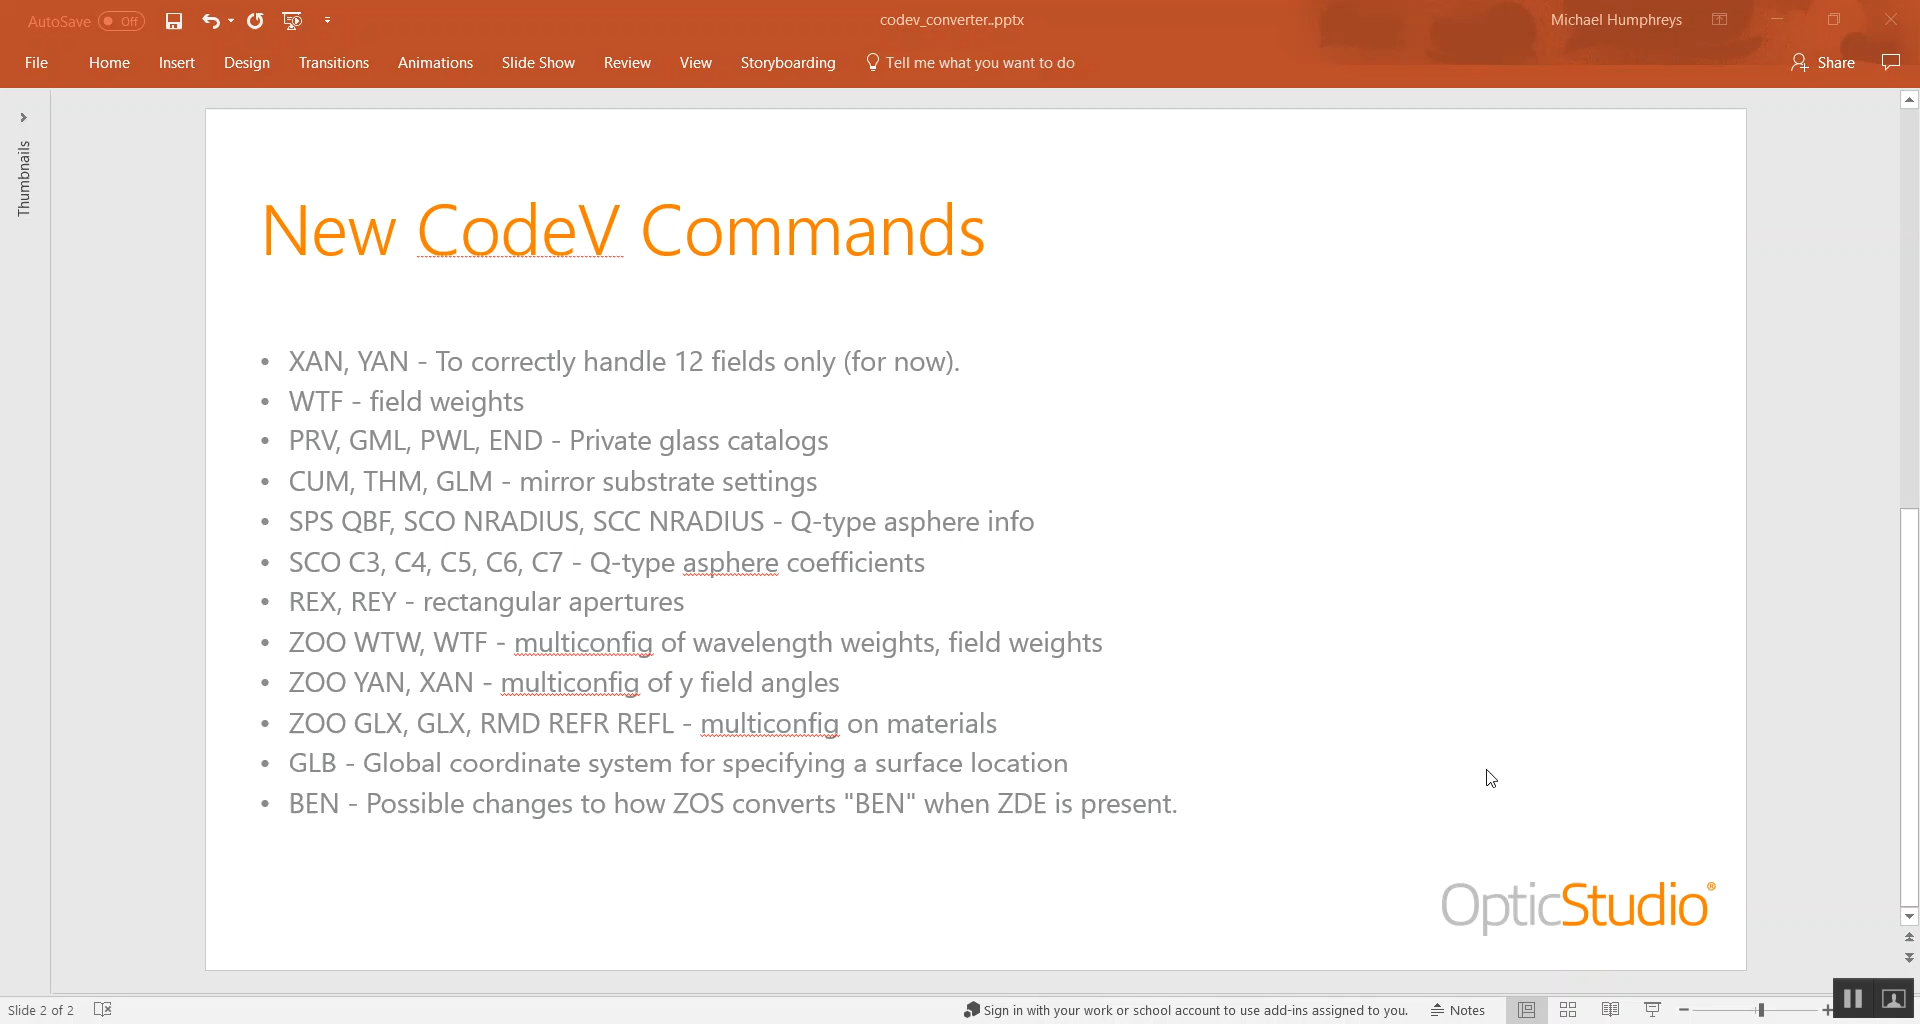 AutoSave Off codev_converter..pptx Michael Humphreys
File Home Insert Design Transitions Animations Slide Show Review View Storyboarding Tell me what you want to do Share
Thumbnails
New CodeV Commands
• XAN, YAN - To correctly handle 12 fields only (for now).
• WTF - field weights
• PRV, GML, PWL, END - Private glass catalogs
• CUM, THM, GLM - mirror substrate settings
• SPS QBF, SCO NRADIUS, SCC NRADIUS - Q-type asphere info
• SCO C3, C4, C5, C6, C7 - Q-type asphere coefficients
• REX, REY - rectangular apertures
• ZOO WTW, WTF - multiconfig of wavelength weights, field weights
• ZOO YAN, XAN - multiconfig of y field angles
• ZOO GLX, GLX, RMD REFR REFL - multiconfig on materials
• GLB - Global coordinate system for specifying a surface location
• BEN - Possible changes to how ZOS converts "BEN" when ZDE is present.
OpticStudio®
Slide 2 of 2 Sign in with your work or school account to use add-ins assigned to you. Notes